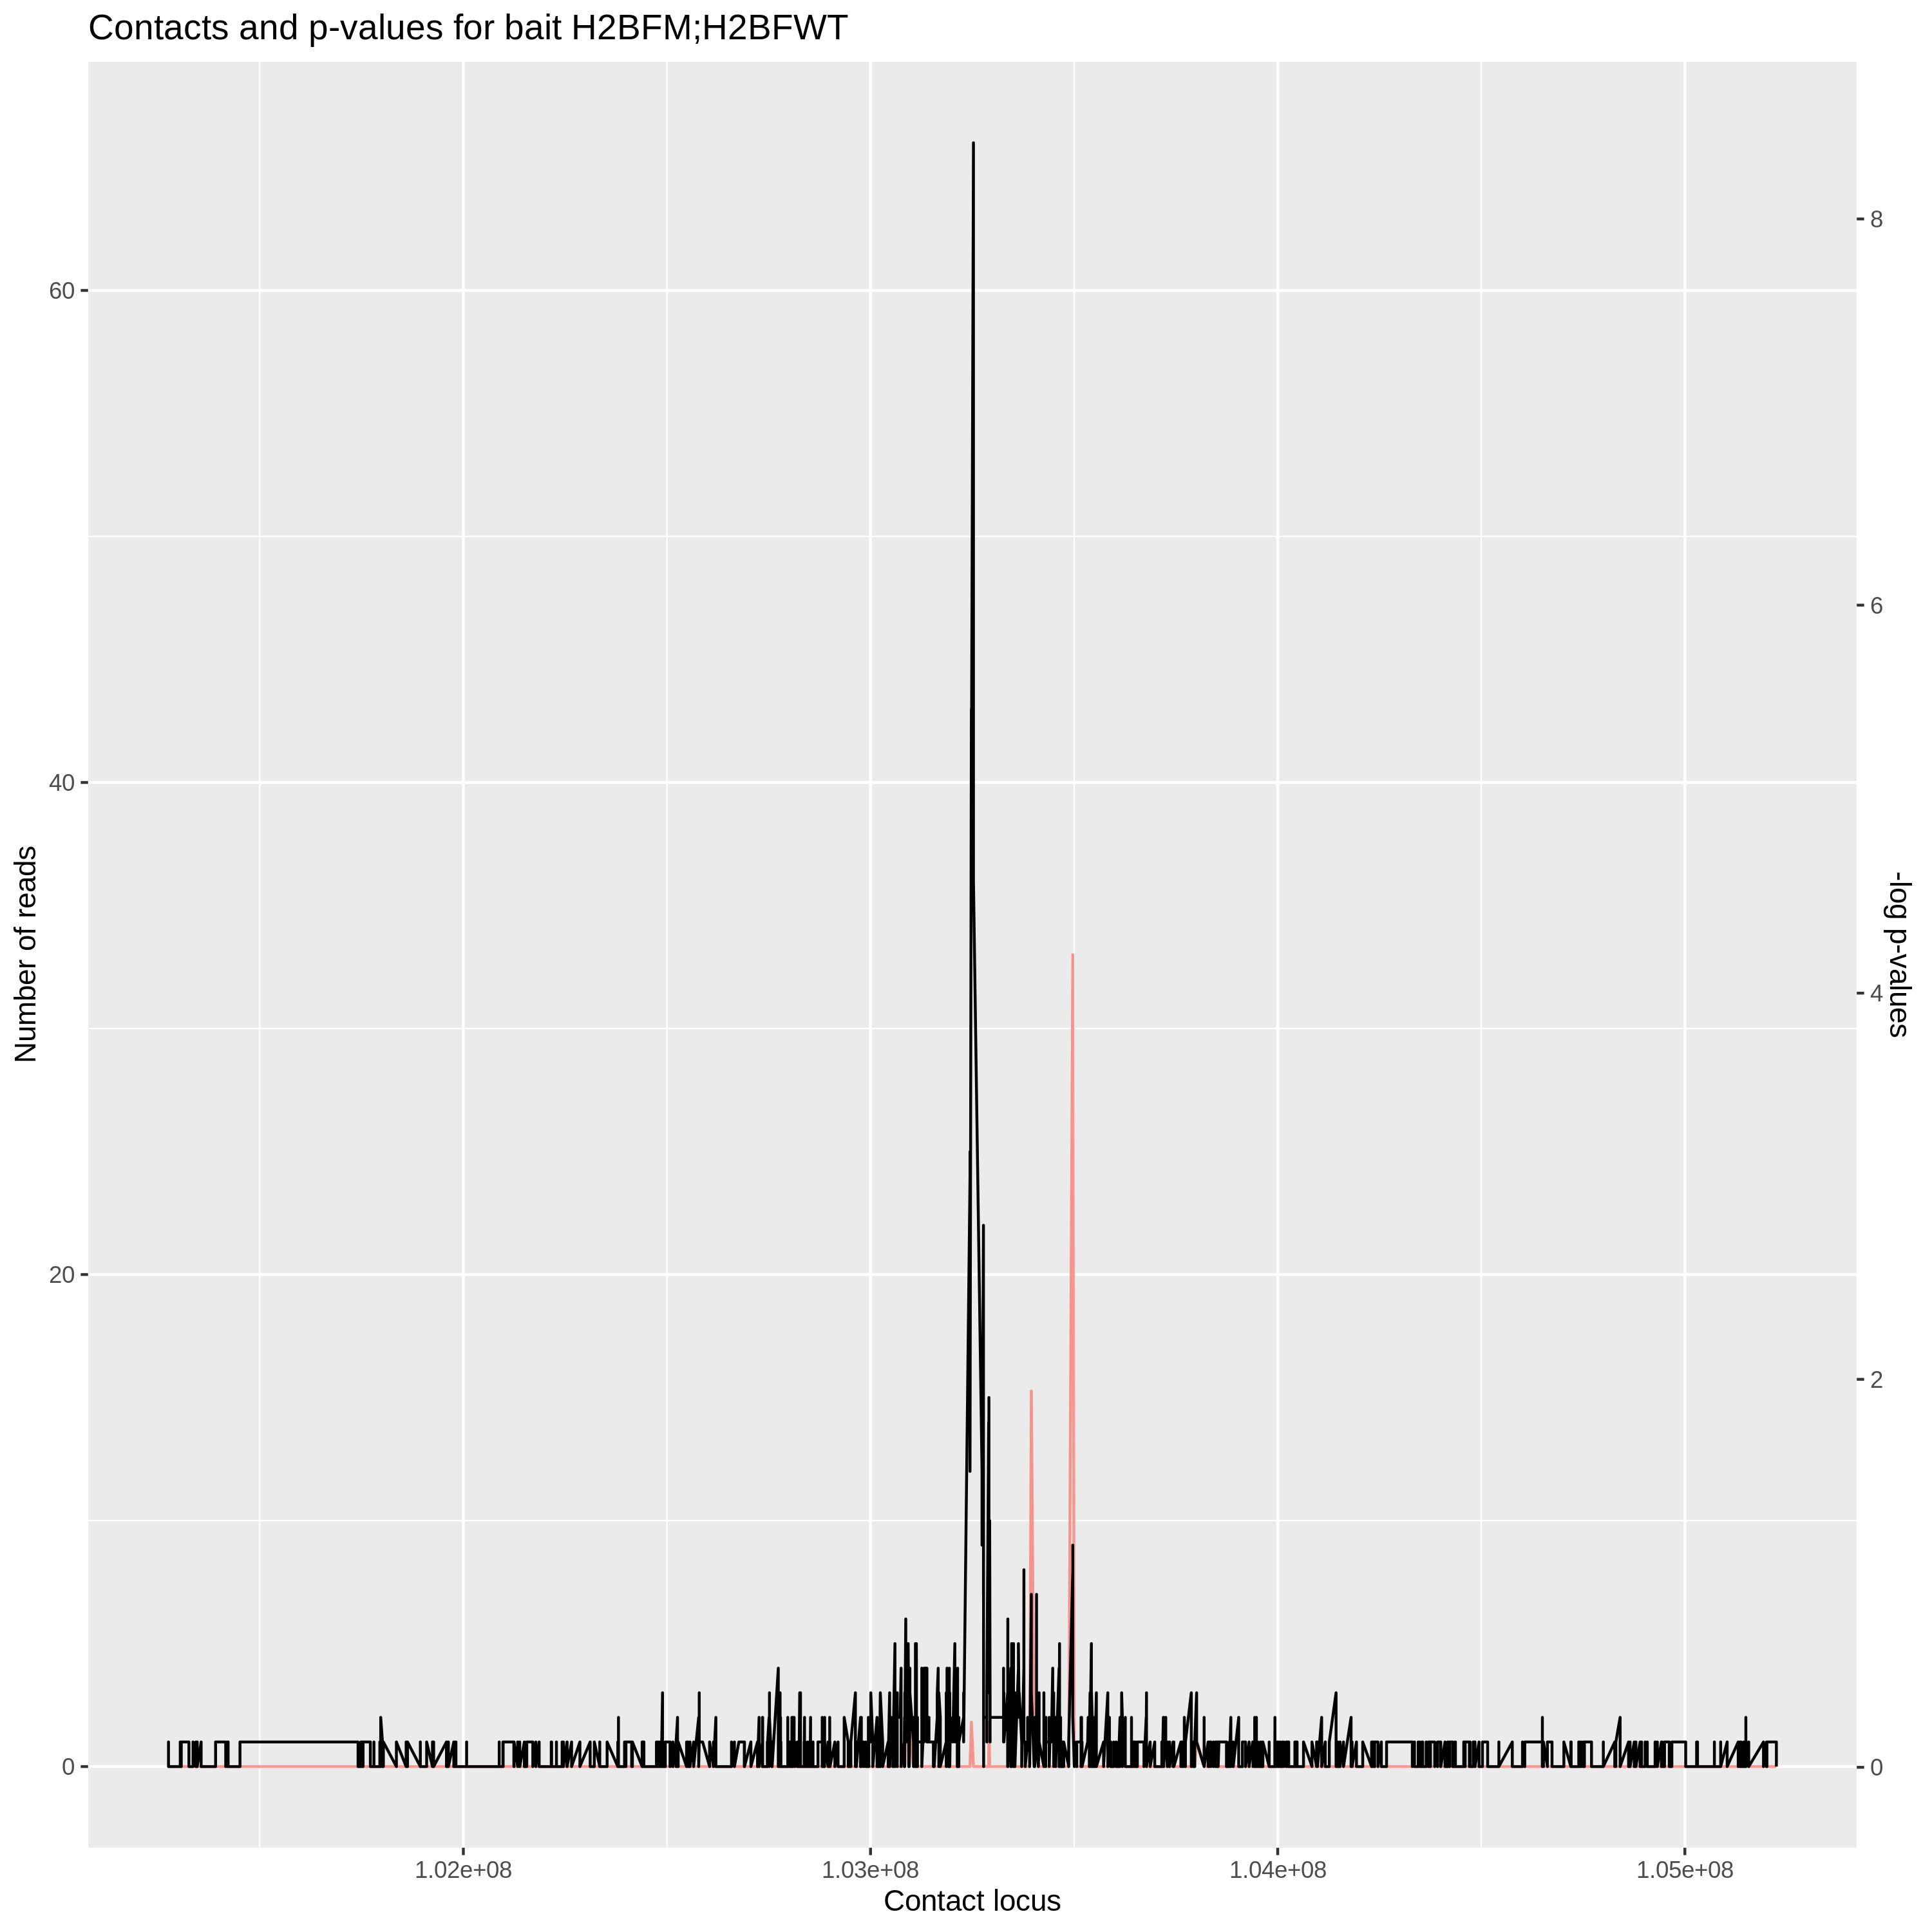 Contacts and p-values for bait H2BFM;H2BFWT
60
40
20
0
Number of reads
8
6
4
2
0
-log p-values
1.02e+08
1.03e+08
1.04e+08
1.05e+08
Contact locus